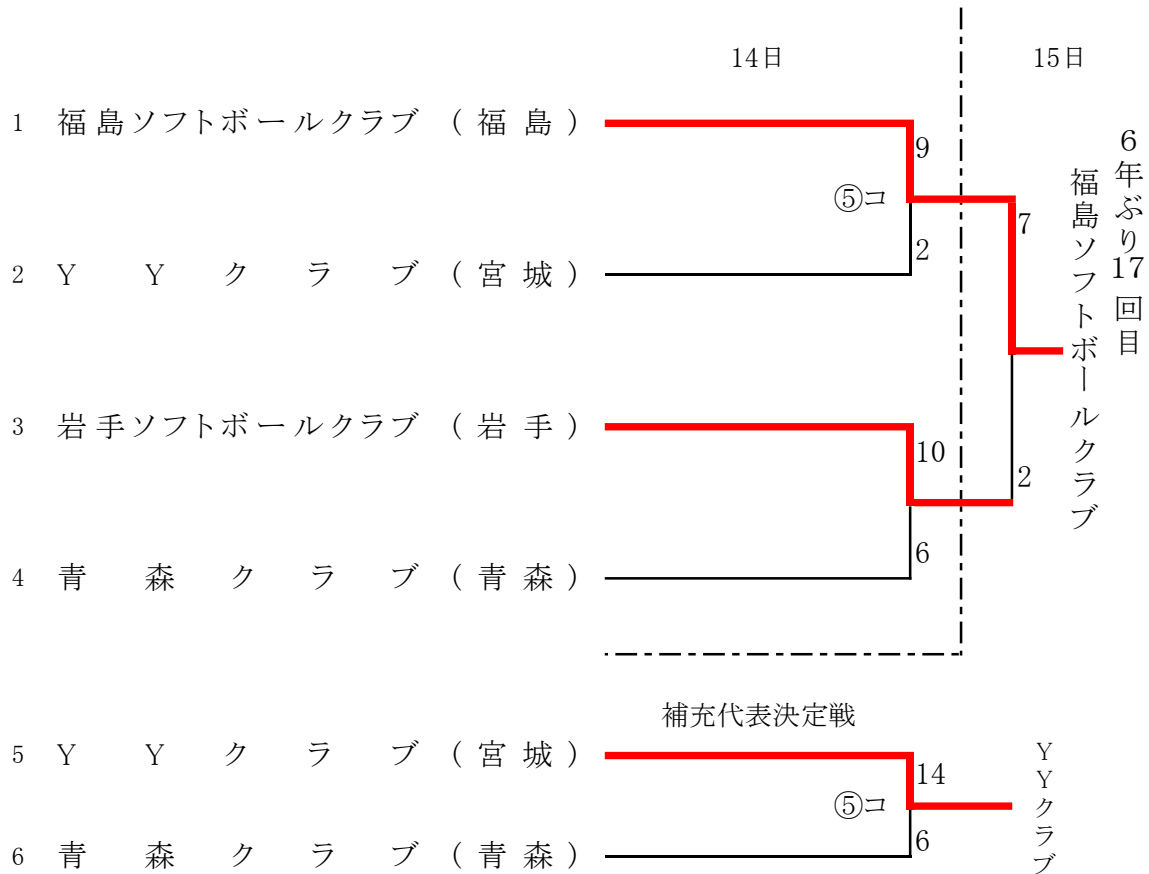 14日
15日
1 福島ソフトボールクラブ (福島)
9
⑤コ
2
2 YYクラブ (宮城)
7
6年ぶり17回目
福島ソフトボールクラブ
3 岩手ソフトボールクラブ (岩手)
10
2
6
4 青森クラブ (青森)
補充代表決定戦
5 YYクラブ (宮城)
14
⑤コ
YYクラブ
6
6 青森クラブ (青森)